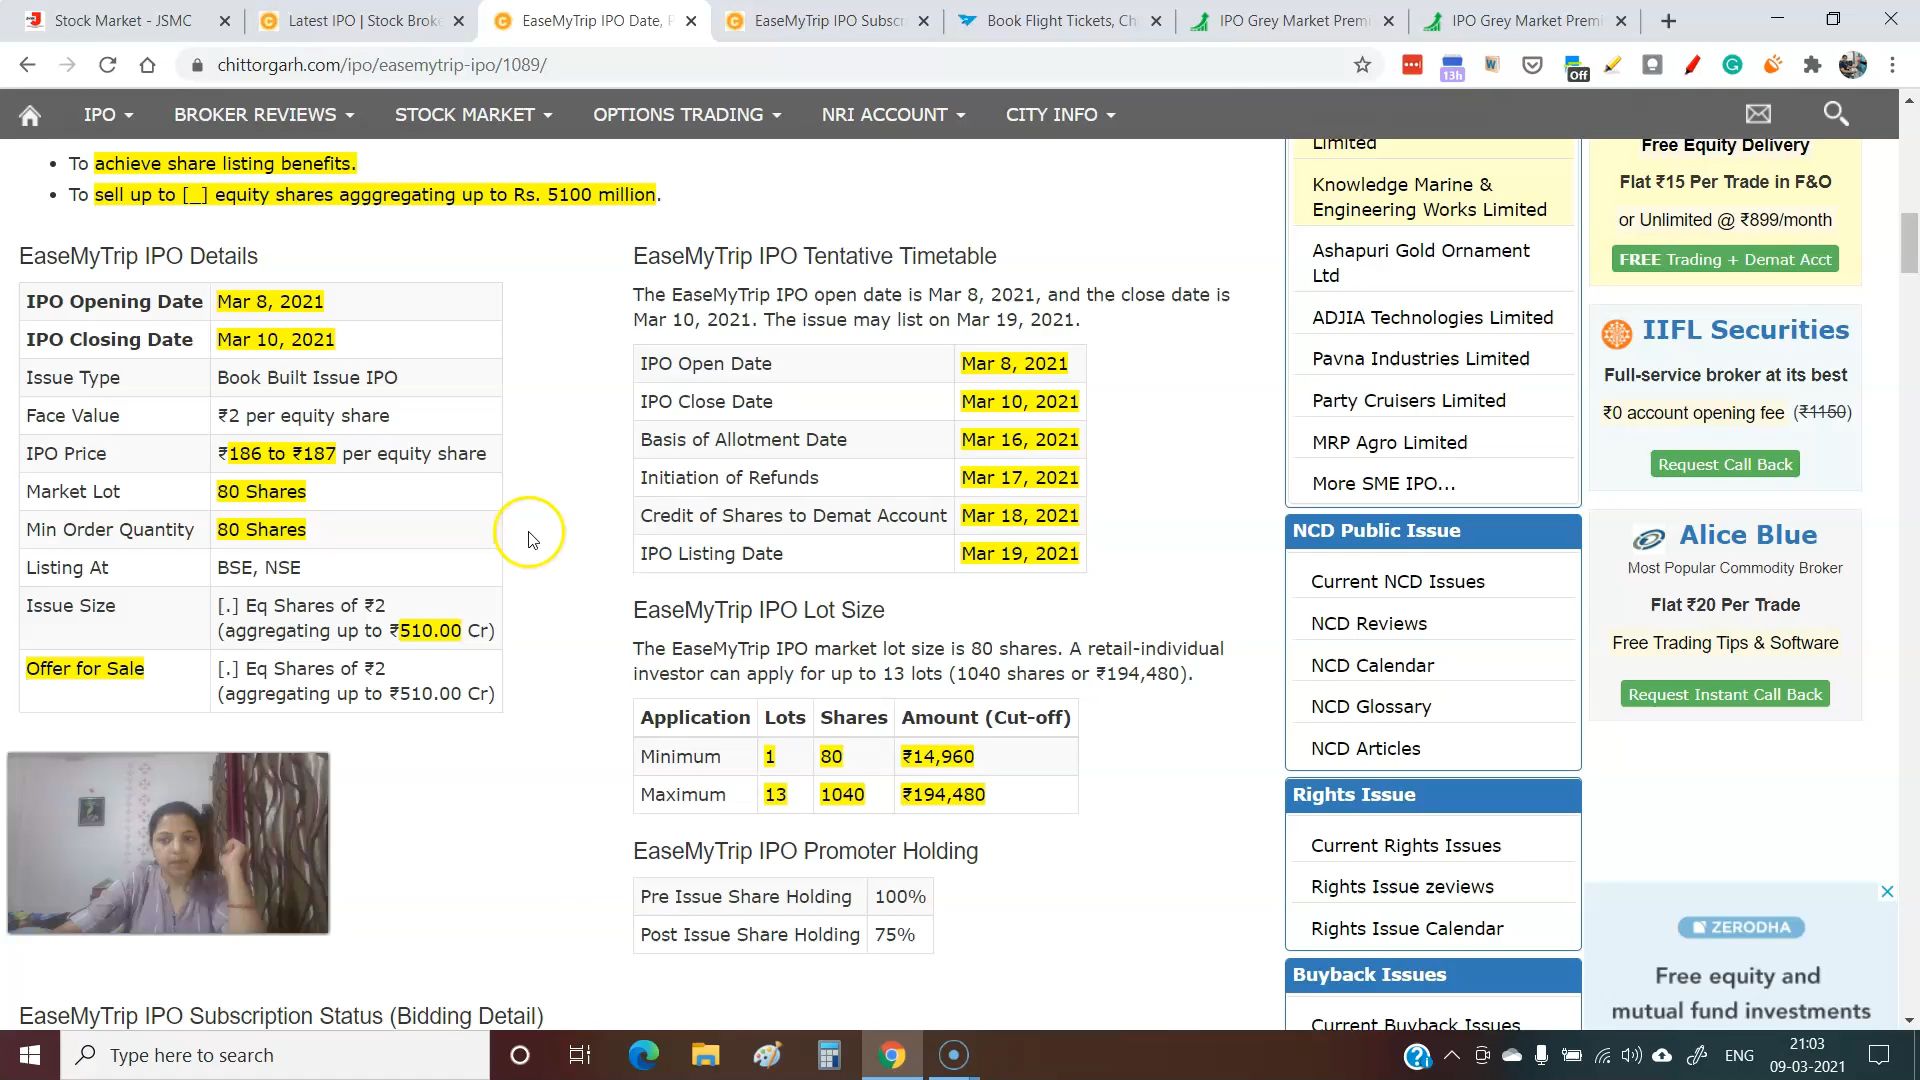 Stock Market - JSMC
Latest IPO | Stock Broke
EaseMyTrip IPO Date, P
EaseMyTrip IPO Subscr
Book Flight Tickets, Ch
IPO Grey Market Premi
IPO Grey Market Premi
chittorgarh.com/ipo/easemytrip-ipo/1089/
13h
Off
IPO
BROKER REVIEWS
STOCK MARKET
OPTIONS TRADING
NRI ACCOUNT
CITY INFO
• To achieve share listing benefits.
• To sell up to [_] equity shares agggregating up to Rs. 5100 million.
EaseMyTrip IPO Details
IPO Opening Date Mar 8, 2021
IPO Closing Date Mar 10, 2021
Issue Type Book Built Issue IPO
Face Value ₹2 per equity share
IPO Price ₹186 to ₹187 per equity share
Market Lot 80 Shares
Min Order Quantity 80 Shares
Listing At BSE, NSE
Issue Size [.] Eq Shares of ₹2
(aggregating up to ₹510.00 Cr)
Offer for Sale [.] Eq Shares of ₹2
(aggregating up to ₹510.00 Cr)
EaseMyTrip IPO Tentative Timetable
The EaseMyTrip IPO open date is Mar 8, 2021, and the close date is
Mar 10, 2021. The issue may list on Mar 19, 2021.
IPO Open Date Mar 8, 2021
IPO Close Date Mar 10, 2021
Basis of Allotment Date Mar 16, 2021
Initiation of Refunds Mar 17, 2021
Credit of Shares to Demat Account Mar 18, 2021
IPO Listing Date Mar 19, 2021
EaseMyTrip IPO Lot Size
The EaseMyTrip IPO market lot size is 80 shares. A retail-individual
investor can apply for up to 13 lots (1040 shares or ₹194,480).
Application Lots Shares Amount (Cut-off)
Minimum 1 80 ₹14,960
Maximum 13 1040 ₹194,480
EaseMyTrip IPO Promoter Holding
Pre Issue Share Holding 100%
Post Issue Share Holding 75%
EaseMyTrip IPO Subscription Status (Bidding Detail)
Limited
Knowledge Marine &
Engineering Works Limited
Ashapuri Gold Ornament
Ltd
ADJIA Technologies Limited
Pavna Industries Limited
Party Cruisers Limited
MRP Agro Limited
More SME IPO...
NCD Public Issue
Current NCD Issues
NCD Reviews
NCD Calendar
NCD Glossary
NCD Articles
Rights Issue
Current Rights Issues
Rights Issue zeviews
Rights Issue Calendar
Buyback Issues
Current Buyback Issues
Free Equity Delivery
Flat ₹15 Per Trade in F&O
or Unlimited @ ₹899/month
FREE Trading + Demat Acct
IIFL Securities
Full-service broker at its best
₹0 account opening fee (₹1150)
Request Call Back
Alice Blue
Most Popular Commodity Broker
Flat ₹20 Per Trade
Free Trading Tips & Software
Request Instant Call Back
ZERODHA
Free equity and
mutual fund investments
Type here to search
ENG
21:03
09-03-2021